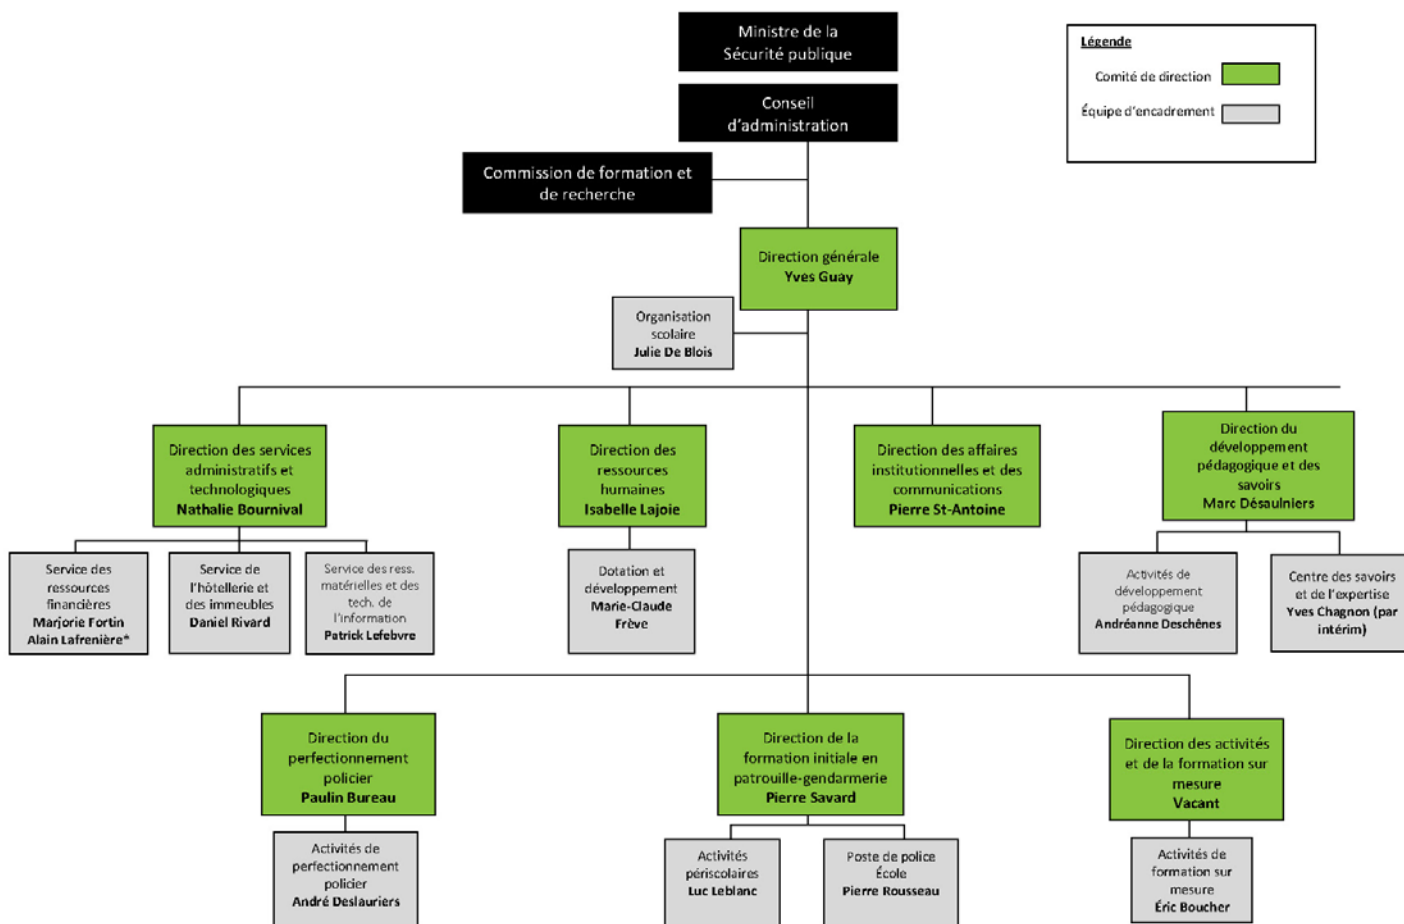 Ministre de la
Sécurité publique
Légende
Comité de direction
Équipe d'encadrement
Conseil
d'administration
Commission de formation et
de recherche
Direction générale
Yves Guay
Organisation
scolaire
Julie De Blois
Direction des services
administratifs et
technologiques
Nathalie Bournival
Direction des
ressources
humaines
Isabelle Lajoie
Direction des affaires
institutionnelles et des
communications
Pierre St-Antoine
Direction du
développement
pédagogique et des
savoirs
Marc Désaulniers
Service des
ressources
financières
Marjorie Fortin
Alain Lafrenière*
Service de
l'hôtellerie et
des immeubles
Daniel Rivard
Service des ress.
matérielles et des
tech. de
l'information
Patrick Lefebvre
Dotation et
développement
Marie-Claude
Frève
Activités de
développement
pédagogique
Andréanne Deschênes
Centre des savoirs
et de l'expertise
Yves Chagnon (par
intérim)
Direction du
perfectionnement
policier
Paulin Bureau
Direction de la
formation initiale en
patrouille-gendarmerie
Pierre Savard
Direction des activités
et de la formation sur
mesure
Vacant
Activités de
perfectionnement
policier
André Deslauriers
Activités
périscolaires
Luc Leblanc
Poste de police
École
Pierre Rousseau
Activités de
formation sur
mesure
Éric Boucher